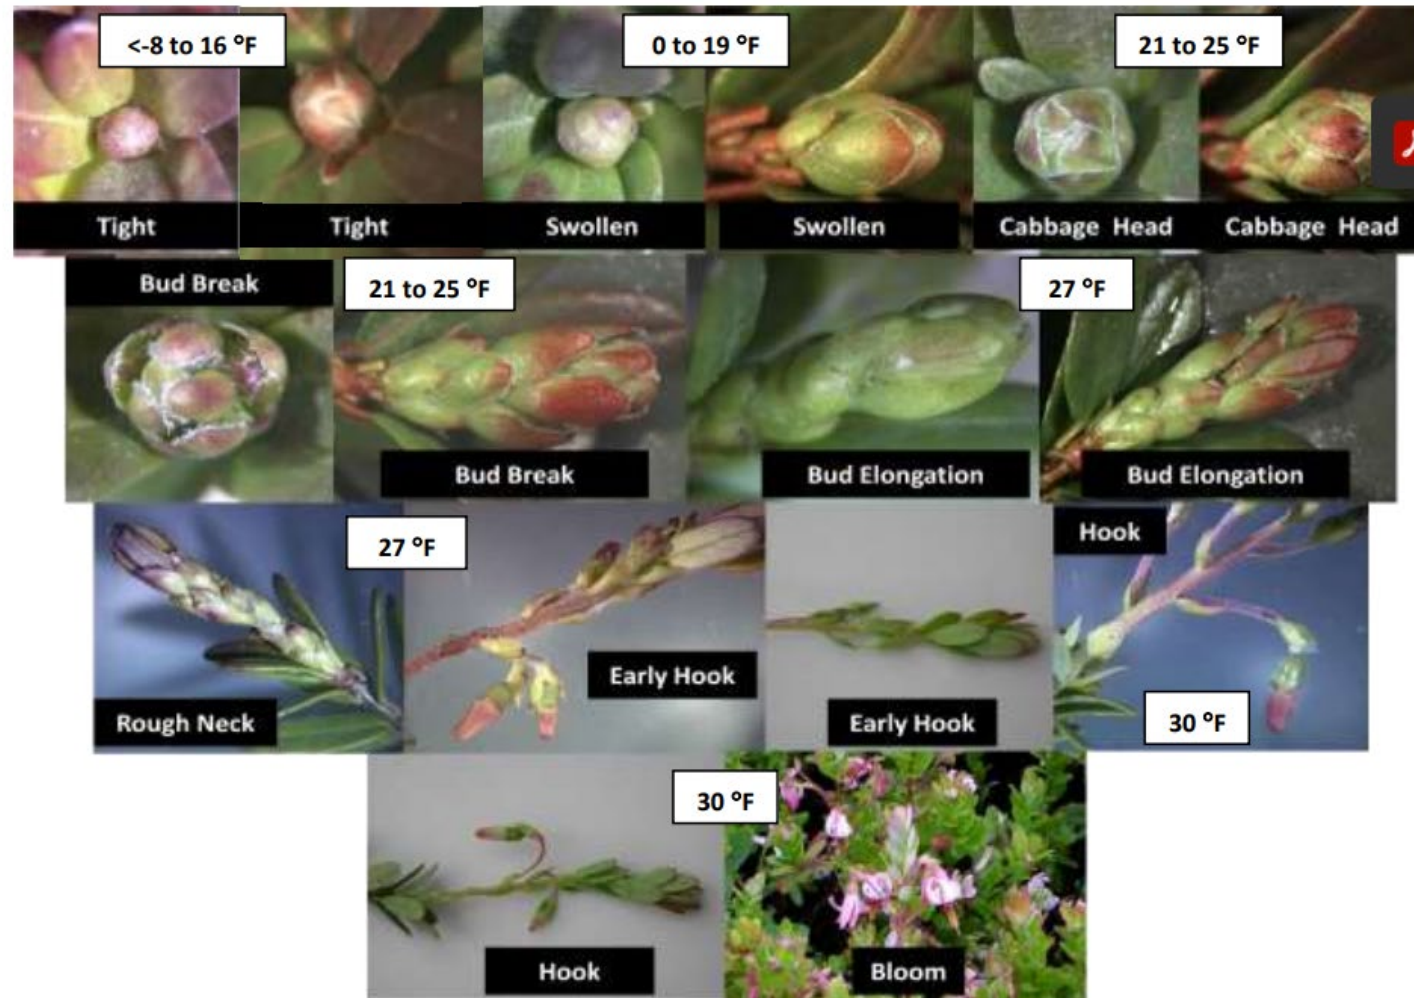 <-8 to 16 °F
0 to 19 °F
21 to 25 °F
Tight
Tight
Swollen
Swollen
Cabbage Head
Cabbage Head
Bud Break
21 to 25 °F
27 °F
Bud Break
Bud Elongation
Bud Elongation
27 °F
Hook
Early Hook
Rough Neck
Early Hook
30 °F
30 °F
Hook
Bloom